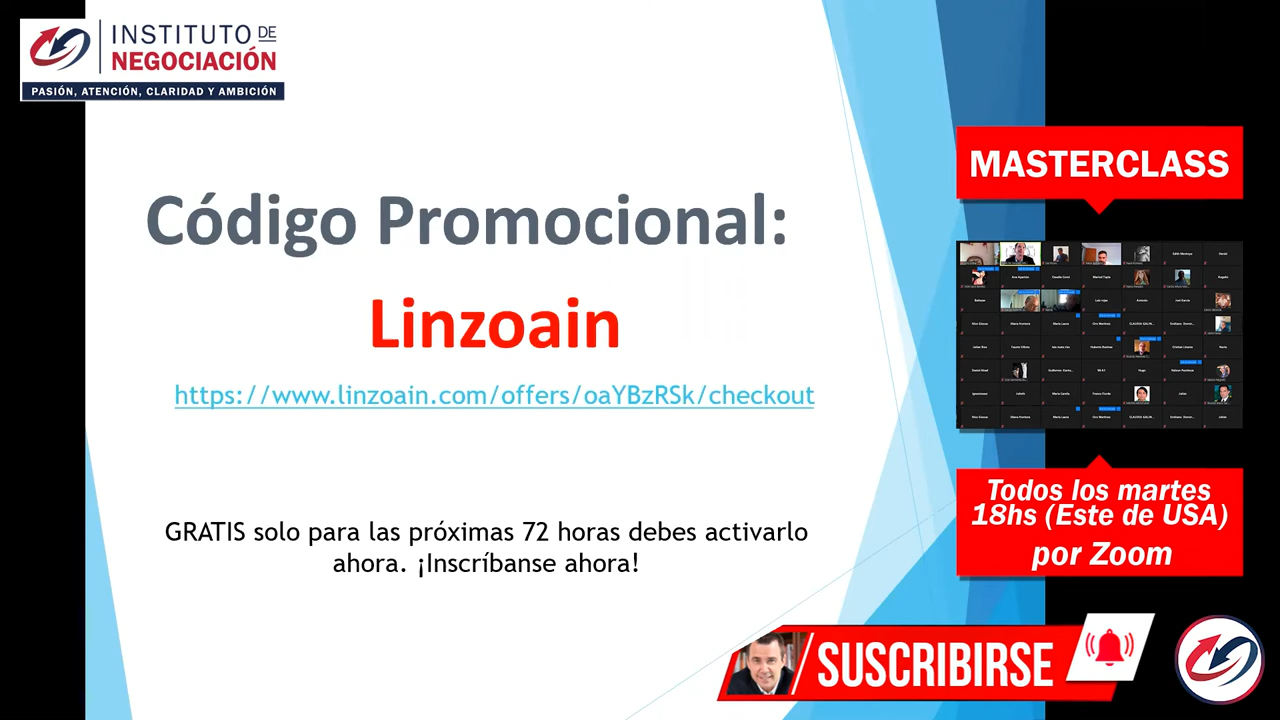 INSTITUTO DE
NEGOCIACIÓN
PASIÓN, ATENCIÓN, CLARIDAD Y AMBICIÓN
Código Promocional:
Linzoain
https://www.linzoain.com/offers/oaYBzRSk/checkout
GRATIS solo para las próximas 72 horas debes activarlo
ahora. ¡Inscríbanse ahora!
MASTERCLASS
Todos los martes
18hs (Este de USA)
por Zoom
SUSCRIBIRSE